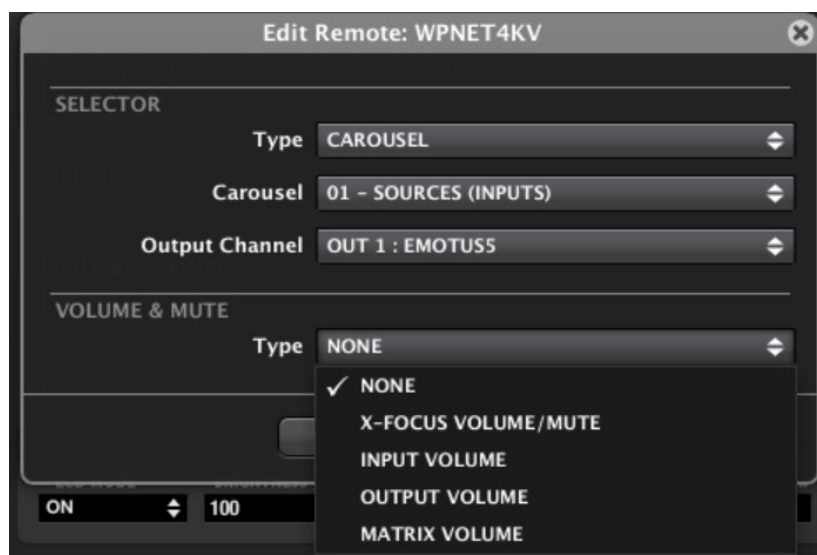 Edit Remote: WPNET4KV
SELECTOR
Type CAROUSEL
Carousel 01 – SOURCES (INPUTS)
Output Channel OUT 1 : EMOTUS5
VOLUME & MUTE
Type NONE
✓ NONE
X-FOCUS VOLUME/MUTE
INPUT VOLUME
OUTPUT VOLUME
MATRIX VOLUME
ON 100